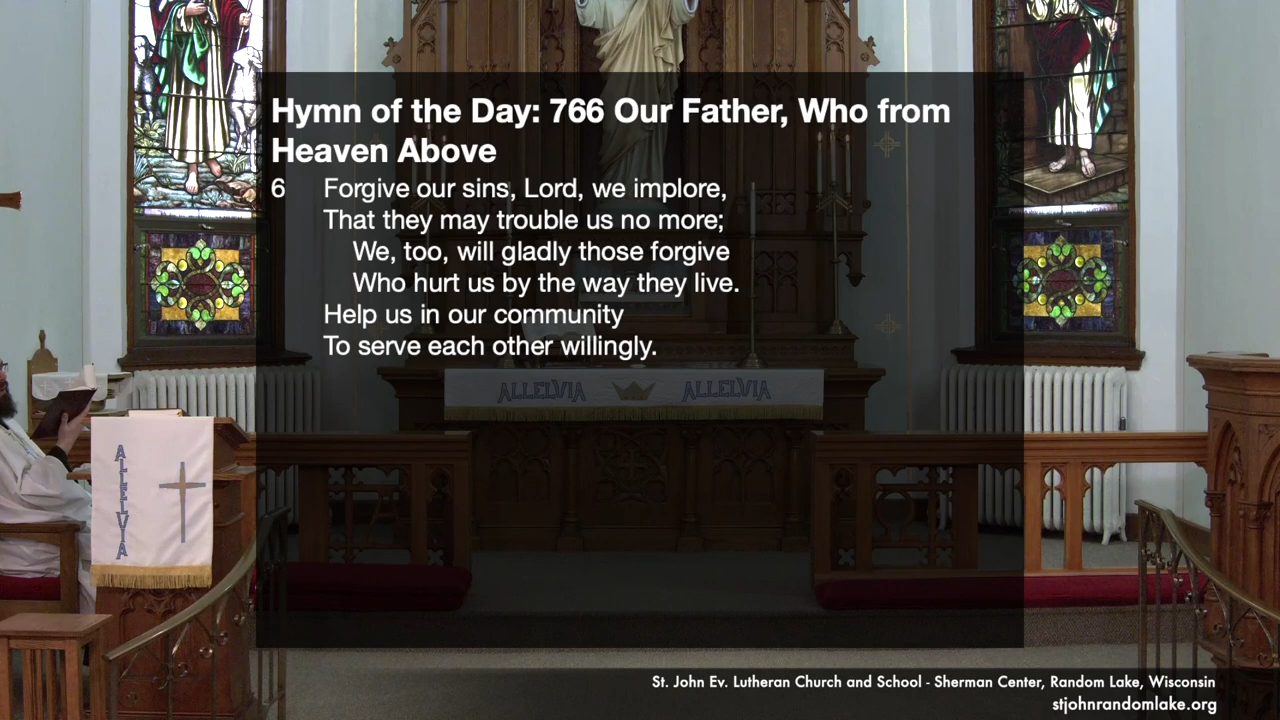 Hymn of the Day: 766 Our Father, Who from
Heaven Above
6 Forgive our sins, Lord, we implore,
That they may trouble us no more;
We, too, will gladly those forgive
Who hurt us by the way they live.
Help us in our community
To serve each other willingly.
ALLELVIA ALLELVIA
ALLELVIA
St. John Ev. Lutheran Church and School - Sherman Center, Random Lake, Wisconsin
stjohnrandomlake.org